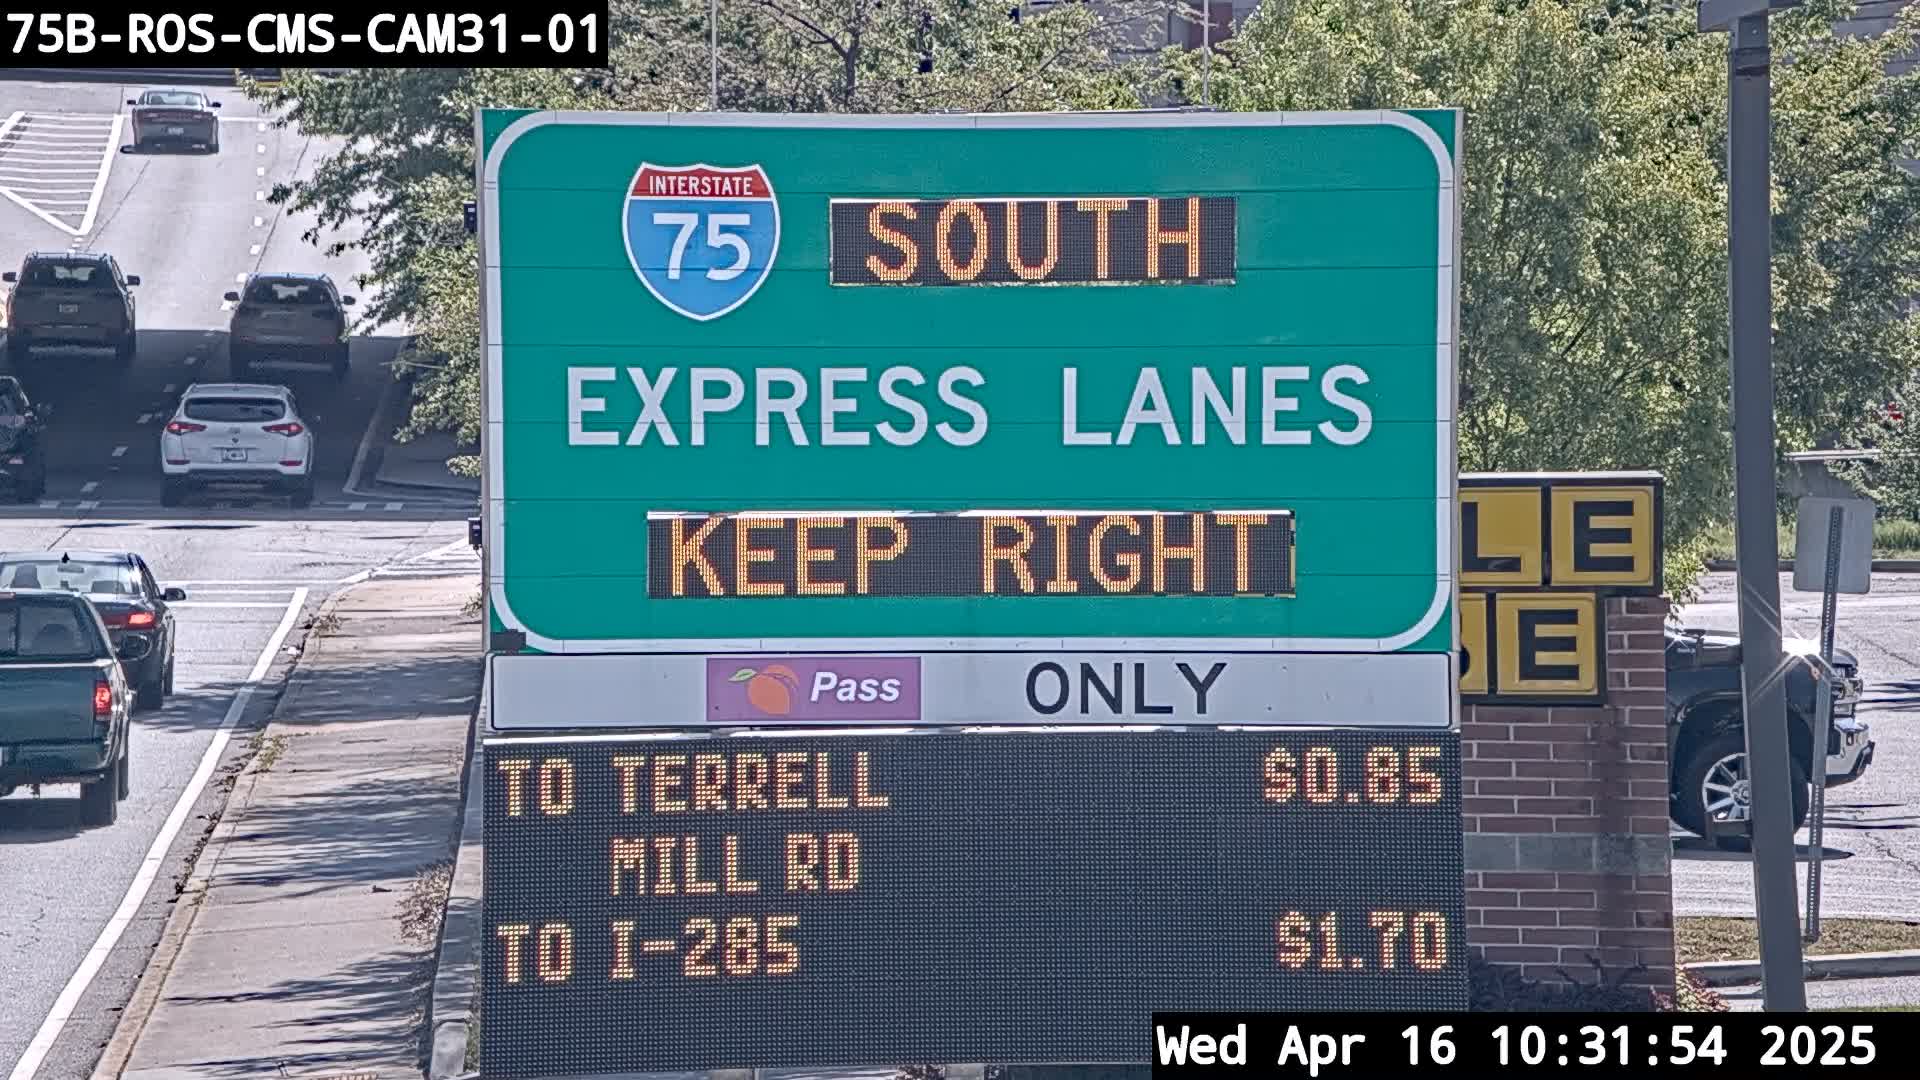 75B-ROS-CMS-CAM31-01
INTERSTATE
75
SOUTH
EXPRESS LANES
KEEP RIGHT
Pass ONLY
TO TERRELL $0.85
MILL RD
TO I-285 $1.70
LE
E
Wed Apr 16 10:31:54 2025